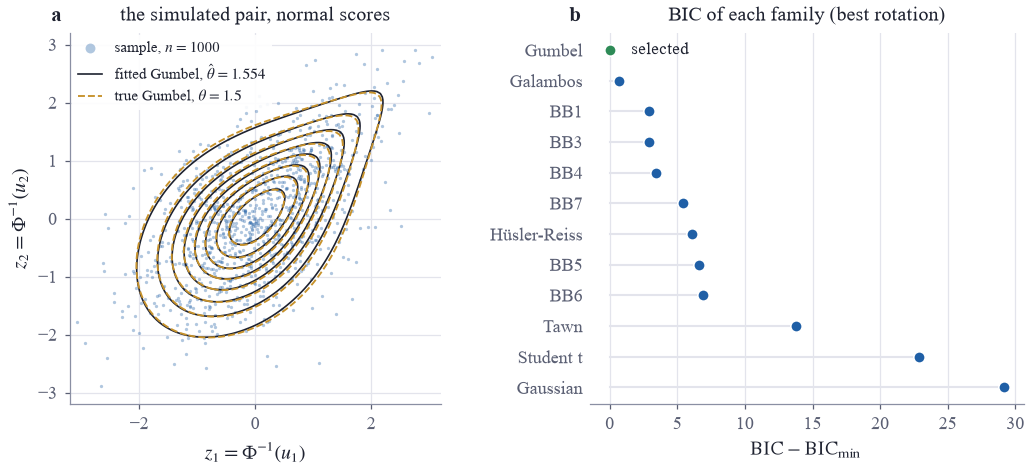 a the simulated pair, normal scores
sample, n = 1000
fitted Gumbel, θ̂ = 1.554
true Gumbel, θ = 1.5
3
2
1
0
−1
−2
−3
z₂ = Φ⁻¹(u₂)
−2 0 2
z₁ = Φ⁻¹(u₁)
b BIC of each family (best rotation)
Gumbel selected
Galambos
BB1
BB3
BB4
BB7
Hüsler-Reiss
BB5
BB6
Tawn
Student t
Gaussian
0 5 10 15 20 25 30
BIC − BICₘᵢₙ